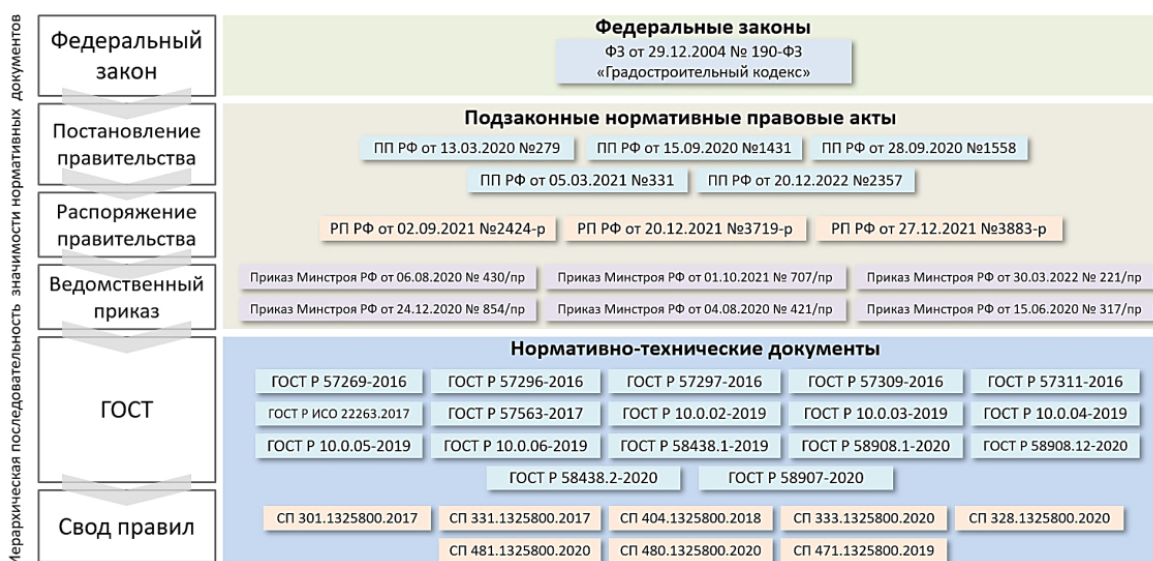 Иерархическая последовательность значимости нормативных документов
Федеральный
закон
Федеральные законы
ФЗ от 29.12.2004 № 190-ФЗ
«Градостроительный кодекс»
Постановление
правительства
Подзаконные нормативные правовые акты
ПП РФ от 13.03.2020 №279
ПП РФ от 15.09.2020 №1431
ПП РФ от 28.09.2020 №1558
ПП РФ от 05.03.2021 №331
ПП РФ от 20.12.2022 №2357
Распоряжение
правительства
РП РФ от 02.09.2021 №2424-р
РП РФ от 20.12.2021 №3719-р
РП РФ от 27.12.2021 №3883-р
Ведомственный
приказ
Приказ Минстроя РФ от 06.08.2020 № 430/пр
Приказ Минстроя РФ от 01.10.2021 № 707/пр
Приказ Минстроя РФ от 30.03.2022 № 221/пр
Приказ Минстроя РФ от 24.12.2020 № 854/пр
Приказ Минстроя РФ от 04.08.2020 № 421/пр
Приказ Минстроя РФ от 15.06.2020 № 317/пр
ГОСТ
Нормативно-технические документы
ГОСТ Р 57269-2016
ГОСТ Р 57296-2016
ГОСТ Р 57297-2016
ГОСТ Р 57309-2016
ГОСТ Р 57311-2016
ГОСТ Р ИСО 22263.2017
ГОСТ Р 57563-2017
ГОСТ Р 10.0.02-2019
ГОСТ Р 10.0.03-2019
ГОСТ Р 10.0.04-2019
ГОСТ Р 10.0.05-2019
ГОСТ Р 10.0.06-2019
ГОСТ Р 58438.1-2019
ГОСТ Р 58908.1-2020
ГОСТ Р 58908.12-2020
ГОСТ Р 58438.2-2020
ГОСТ Р 58907-2020
Свод правил
СП 301.1325800.2017
СП 331.1325800.2017
СП 404.1325800.2018
СП 333.1325800.2020
СП 328.1325800.2020
СП 481.1325800.2020
СП 480.1325800.2020
СП 471.1325800.2019